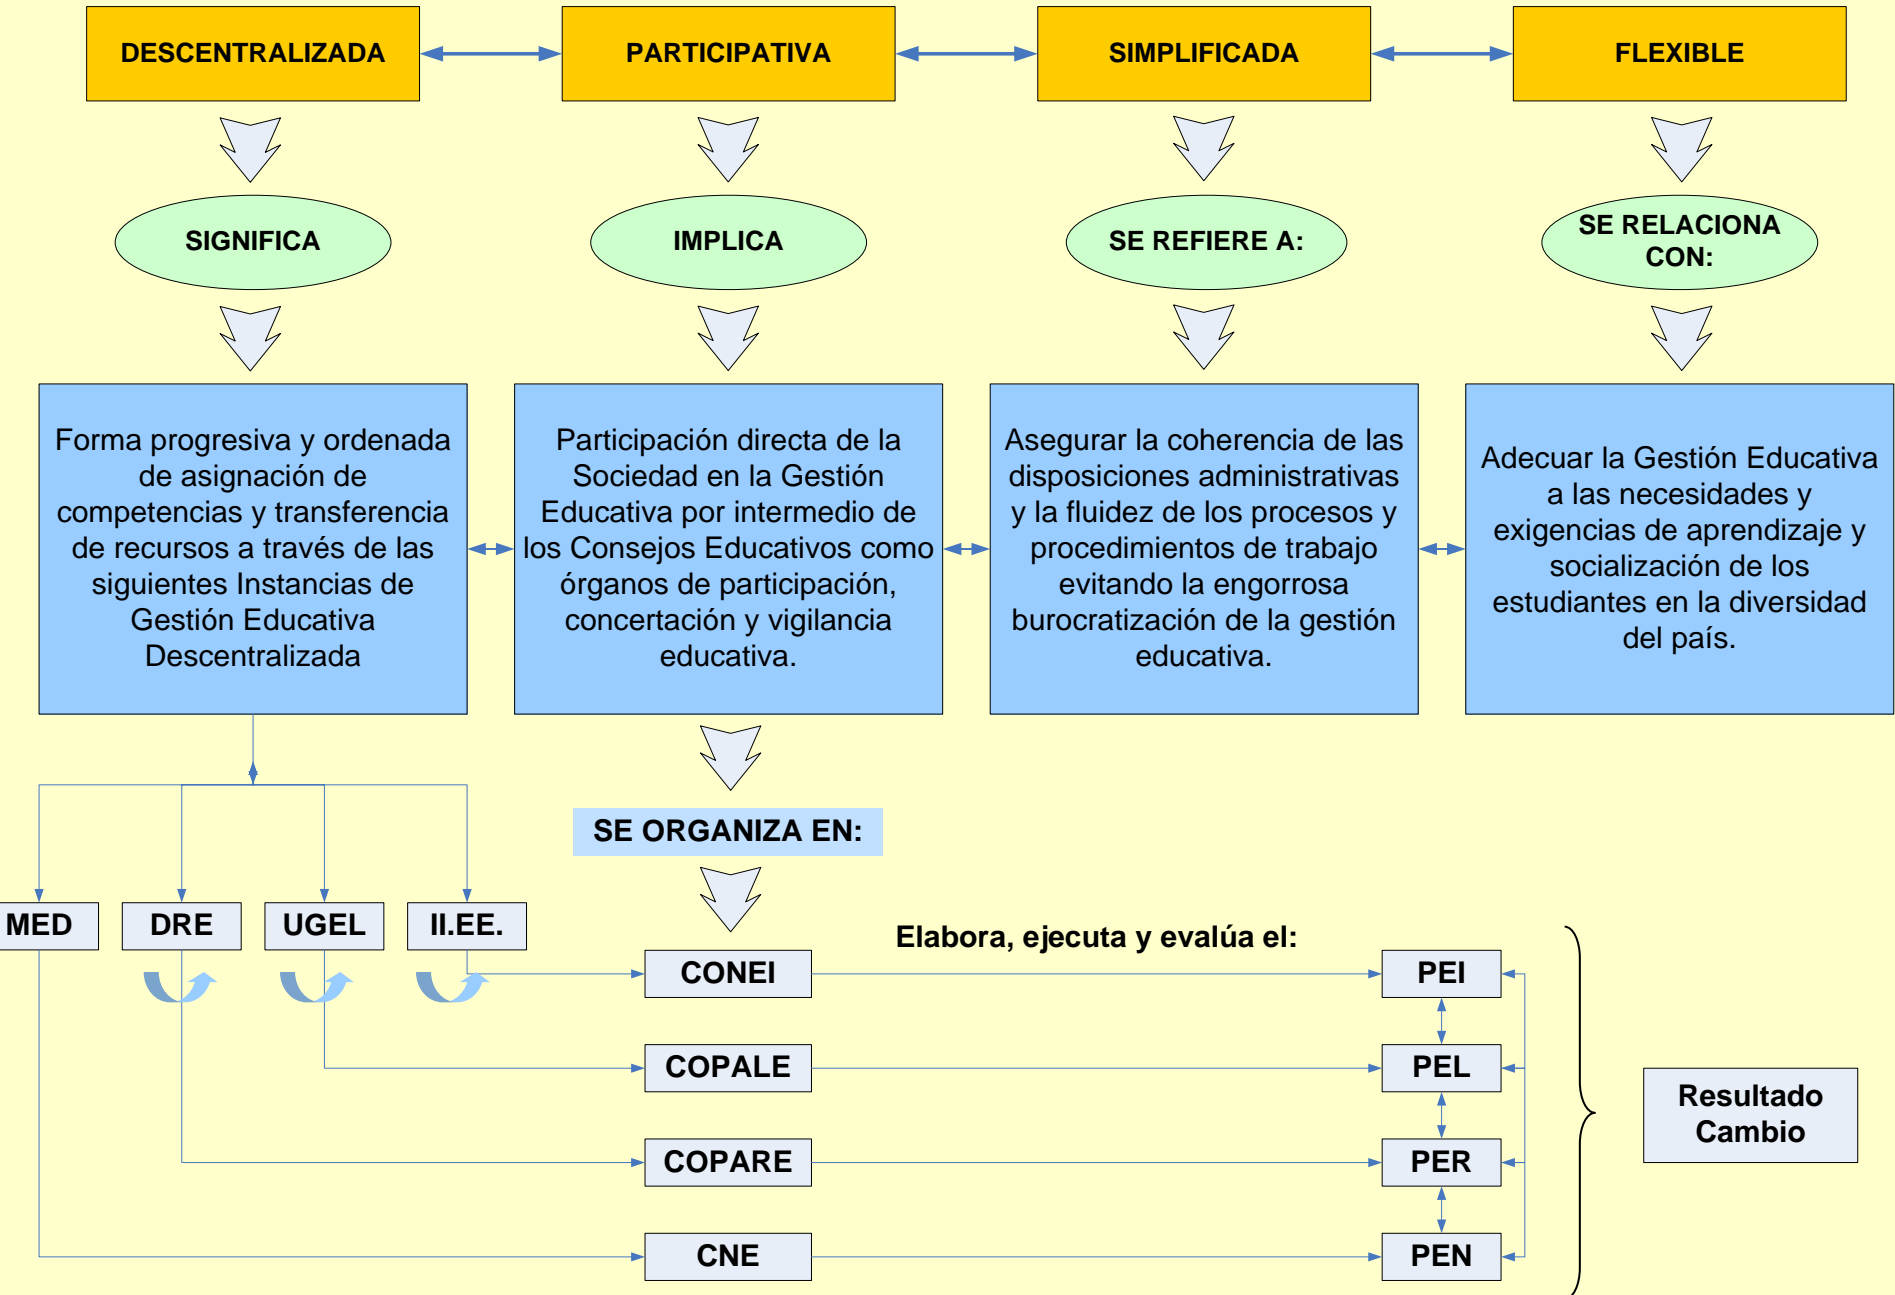 DESCENTRALIZADA
PARTICIPATIVA
SIMPLIFICADA
FLEXIBLE
SIGNIFICA
IMPLICA
SE REFIERE A:
SE RELACIONA
CON:
Forma progresiva y ordenada
de asignación de
competencias y transferencia
de recursos a través de las
siguientes Instancias de
Gestión Educativa
Descentralizada
Participación directa de la
Sociedad en la Gestión
Educativa por intermedio de
los Consejos Educativos como
órganos de participación,
concertación y vigilancia
educativa.
Asegurar la coherencia de las
disposiciones administrativas
y la fluidez de los procesos y
procedimientos de trabajo
evitando la engorrosa
burocratización de la gestión
educativa.
Adecuar la Gestión Educativa
a las necesidades y
exigencias de aprendizaje y
socialización de los
estudiantes en la diversidad
del país.
SE ORGANIZA EN:
MED
DRE
UGEL
II.EE.
Elabora, ejecuta y evalúa el:
CONEI
PEI
COPALE
PEL
COPARE
PER
CNE
PEN
Resultado
Cambio